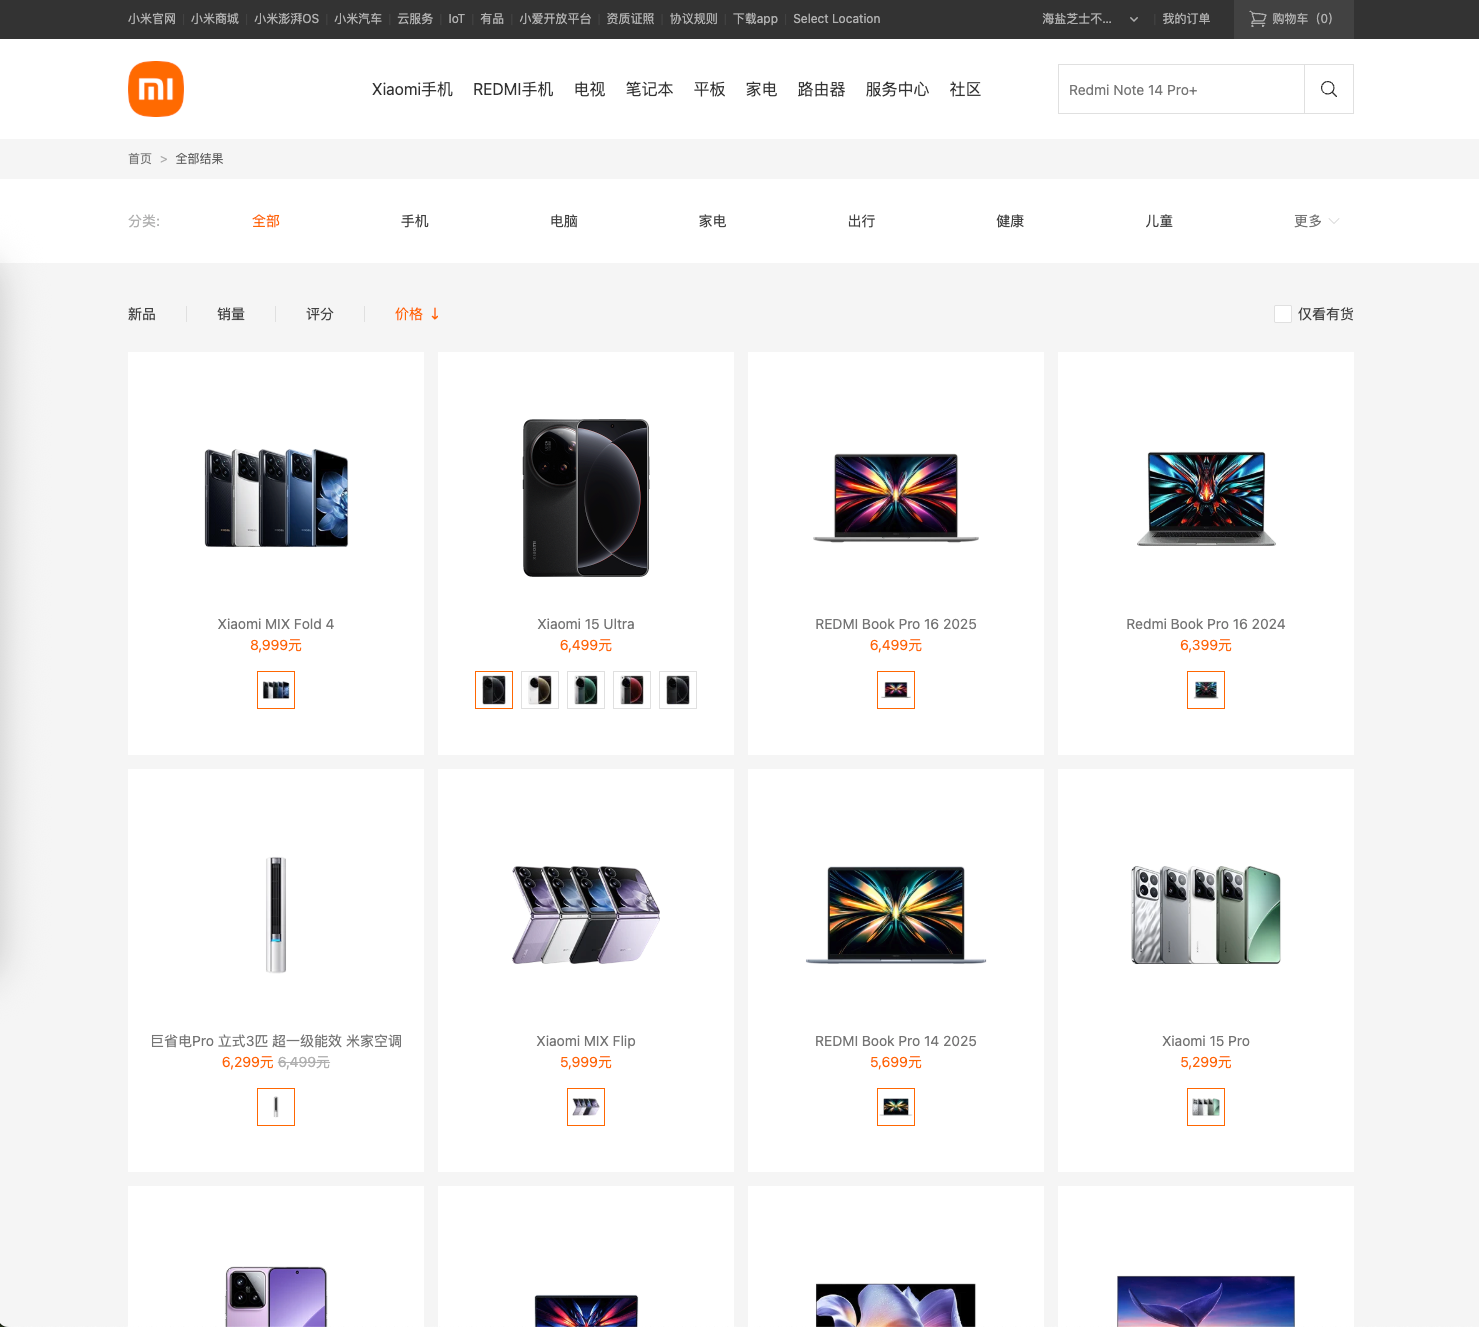 小米官网 小米商城 小米澎湃OS 小米汽车 云服务 IoT 有品 小爱开放平台 资质证照 协议规则 下载app Select Location 海盐芝士不... 我的订单 购物车 (0)
Xiaomi手机 REDMI手机 电视 笔记本 平板 家电 路由器 服务中心 社区 Redmi Note 14 Pro+
首页 > 全部结果
分类: 全部 手机 电脑 家电 出行 健康 儿童 更多
新品 销量 评分 价格 ↓ 仅看有货
Xiaomi MIX Fold 4 Xiaomi 15 Ultra REDMI Book Pro 16 2025 Redmi Book Pro 16 2024
8,999元 6,499元 6,499元 6,399元
巨省电Pro 立式3匹 超一级能效 米家空调 Xiaomi MIX Flip REDMI Book Pro 14 2025 Xiaomi 15 Pro
6,299元 6,499元 5,999元 5,699元 5,299元